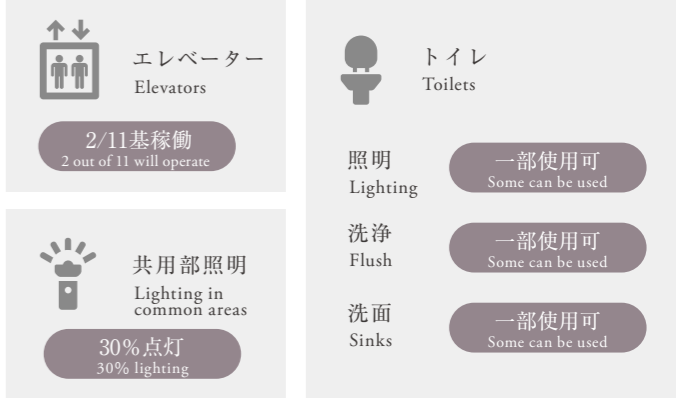 エレベーター
Elevators
2/11基稼働
2 out of 11 will operate
共用部照明
Lighting in
common areas
30%点灯
30% lighting
トイレ
Toilets
照明
Lighting
一部使用可
Some can be used
洗浄
Flush
一部使用可
Some can be used
洗面
Sinks
一部使用可
Some can be used